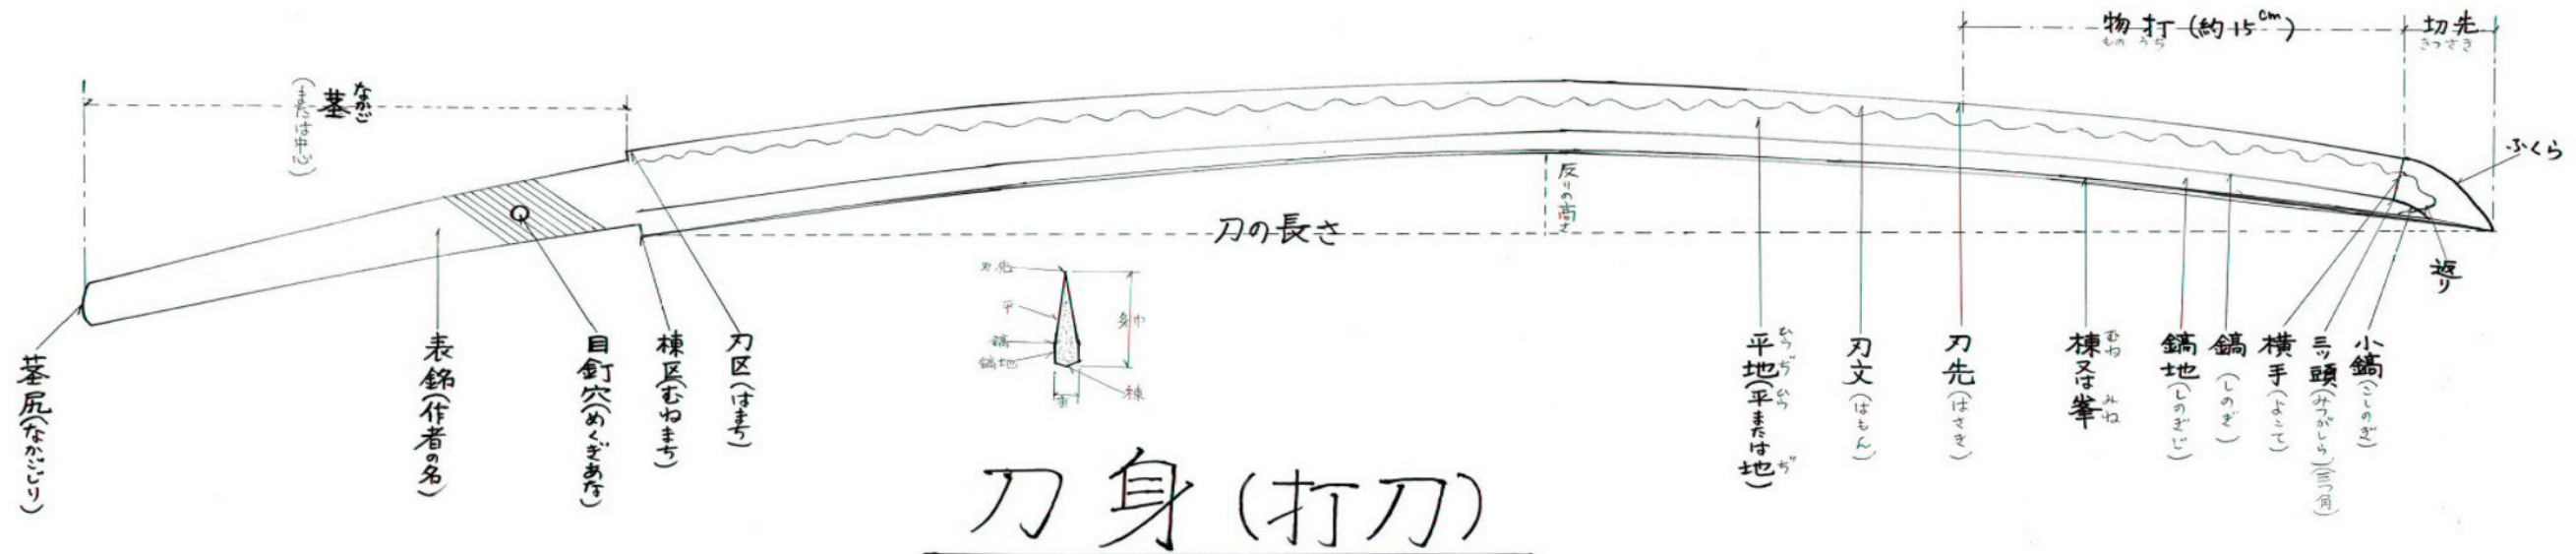 物打(約15cm)
ものうち
切先
きっさき
茎
なかご
(または中心)
ふくら
反りの高さ
刀の長さ
返り
刃先
平
鎬
鎬地
身巾
重
棟
茎尻(なかごじり)
表銘(作者の名)
目釘穴(めくぎあな)
棟区(むねまち)
刃区(はまち)
平地(平または地)
ひらぢ ひら ぢ
刃文(はもん)
刃先(はさき)
棟又は峯
むね みね
鎬地(しのぎじ)
鎬(しのぎ)
横手(よこて)
三ッ頭(みつがしら)(三つ角)
小鎬(こしのぎ)
刀身(打刀)